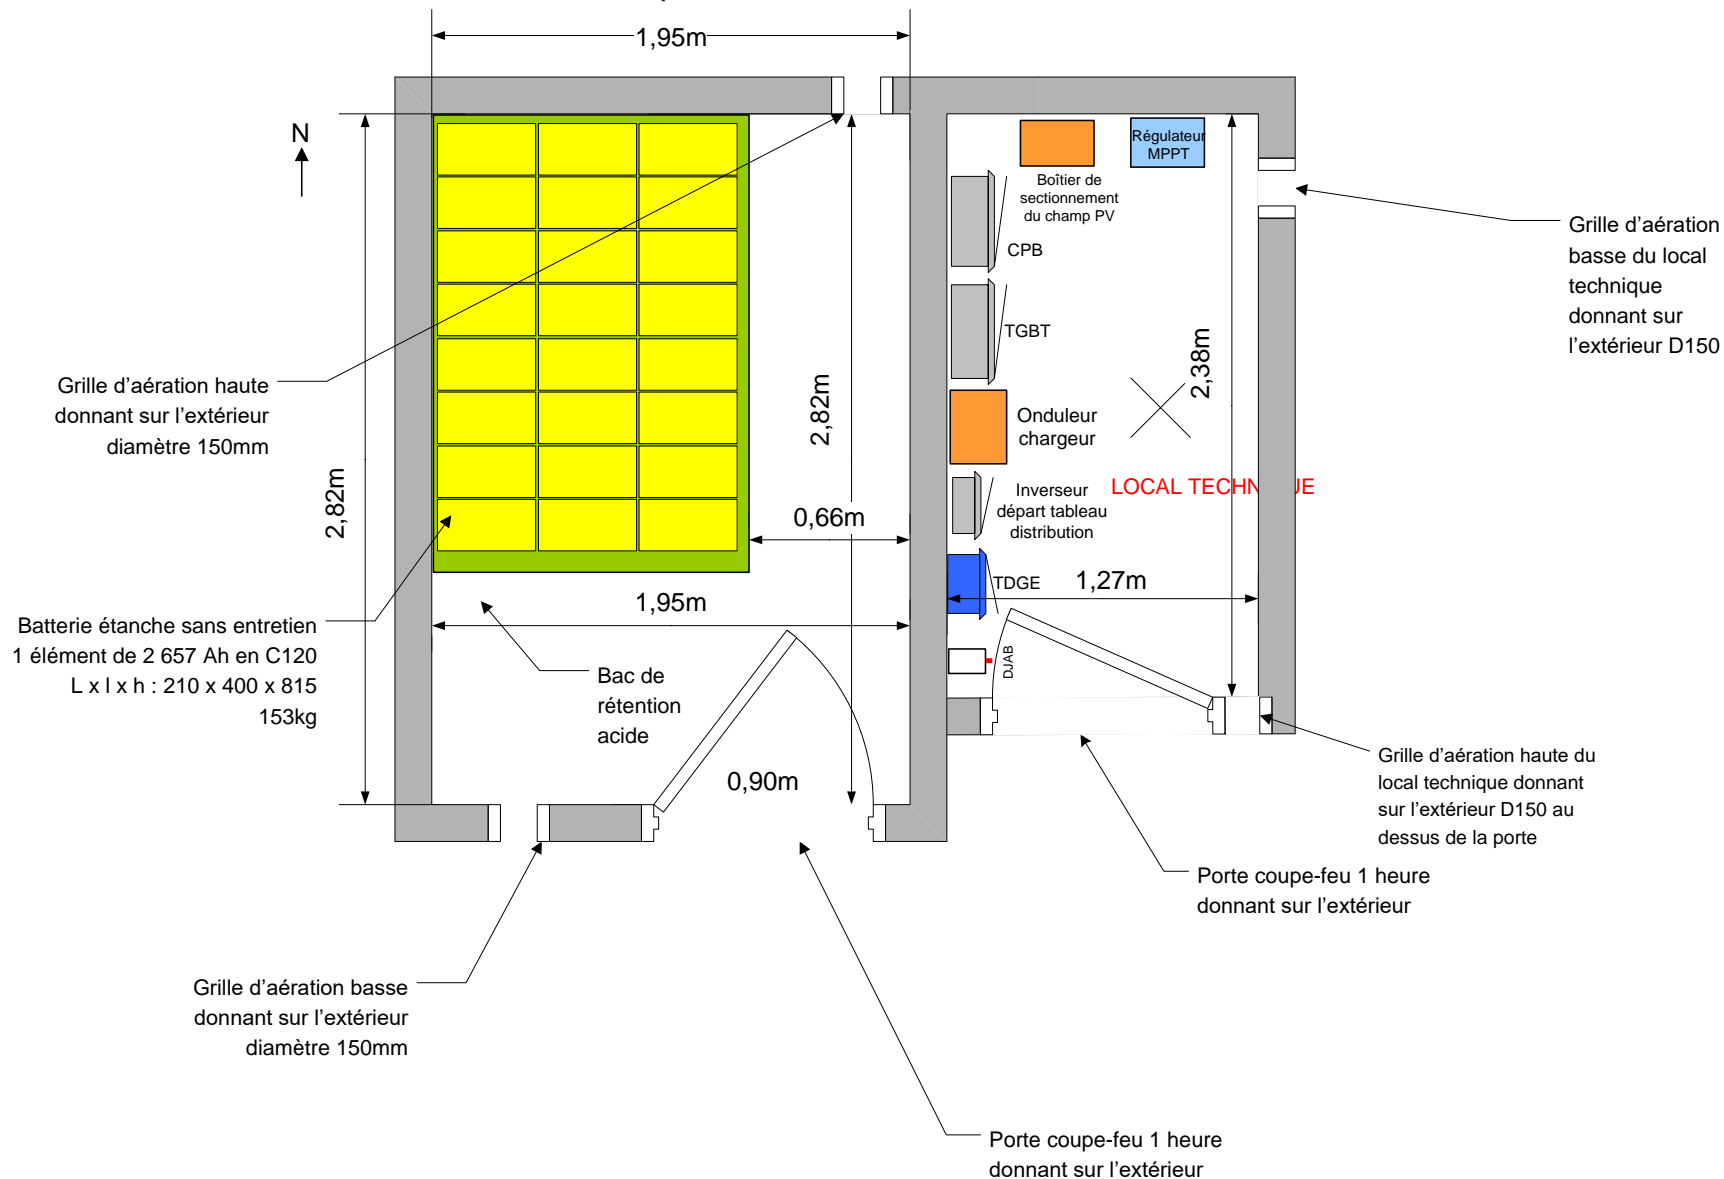 1,95m
N
Régulateur
MPPT
Boîtier de
sectionnement
du champ PV
CPB
Grille d'aération
basse du local
technique
donnant sur
l'extérieur D150
TGBT
2,38m
Grille d'aération haute
donnant sur l'extérieur
diamètre 150mm
2,82m
2,82m
Onduleur
chargeur
LOCAL TECHN
JE
Inverseur
départ tableau
distribution
0,66m
TDGE
1,27m
1,95m
DJAB
Batterie étanche sans entretien
1 élément de 2 657 Ah en C120
L x l x h : 210 x 400 x 815
153kg
Bac de
rétention
acide
0,90m
Grille d'aération haute du
local technique donnant
sur l'extérieur D150 au
dessus de la porte
Porte coupe-feu 1 heure
donnant sur l'extérieur
Grille d'aération basse
donnant sur l'extérieur
diamètre 150mm
Porte coupe-feu 1 heure
donnant sur l'extérieur